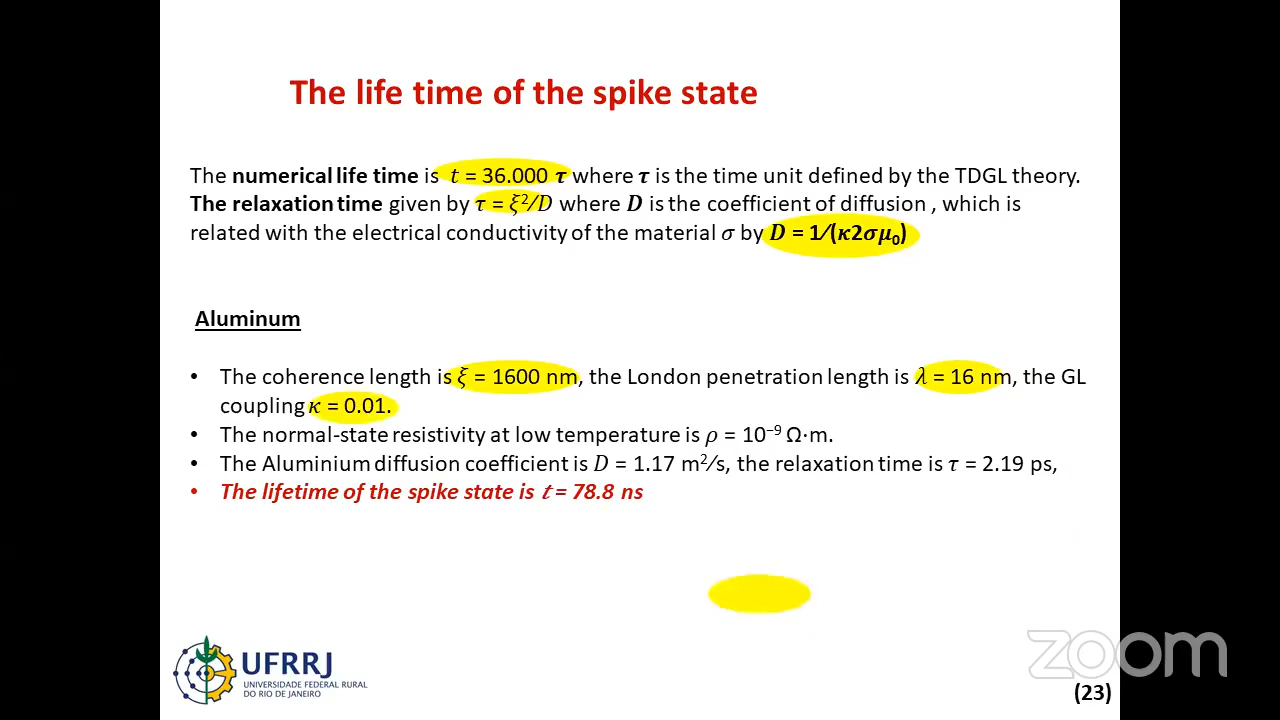 The life time of the spike state
The numerical life time is t = 36.000 τ where τ is the time unit defined by the TDGL theory.
The relaxation time given by τ = ξ²/D where D is the coefficient of diffusion , which is
related with the electrical conductivity of the material σ by D = 1/(κ2σμ₀)
Aluminum
• The coherence length is ξ = 1600 nm, the London penetration length is λ = 16 nm, the GL
coupling κ = 0.01.
• The normal-state resistivity at low temperature is ρ = 10⁻⁹ Ω·m.
• The Aluminium diffusion coefficient is D = 1.17 m²/s, the relaxation time is τ = 2.19 ps,
• The lifetime of the spike state is t = 78.8 ns
UFRRJ
UNIVERSIDADE FEDERAL RURAL
DO RIO DE JANEIRO
zoom
(23)